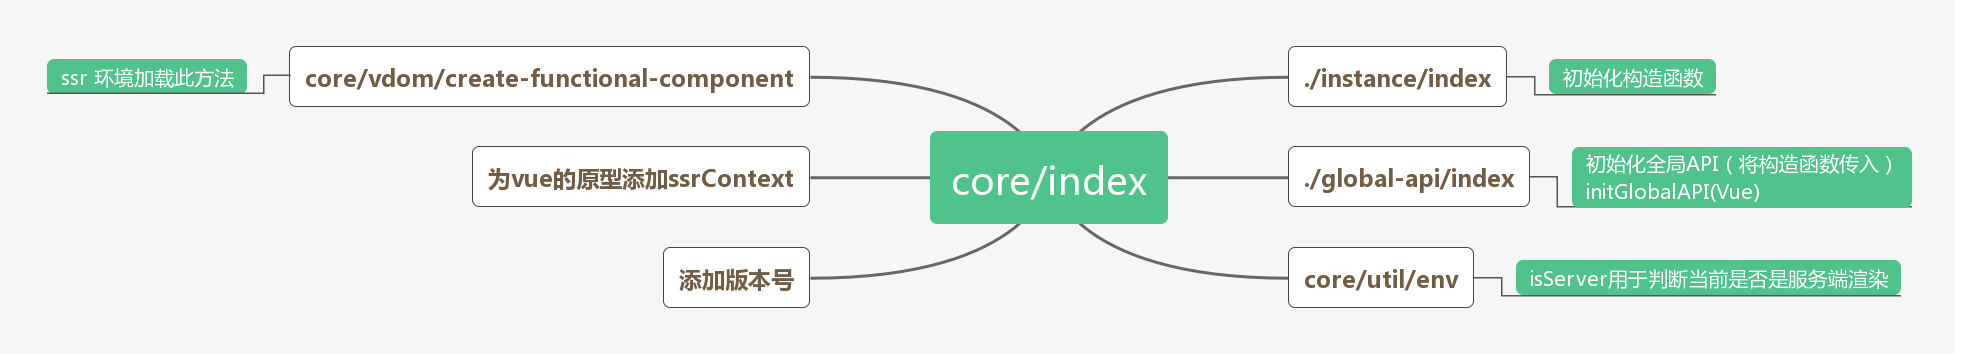 ssr 环境加载此方法
core/vdom/create-functional-component
为vue的原型添加ssrContext
添加版本号
core/index
./instance/index
初始化构造函数
./global-api/index
初始化全局API（将构造函数传入）
initGlobalAPI(Vue)
core/util/env
isServer用于判断当前是否是服务端渲染